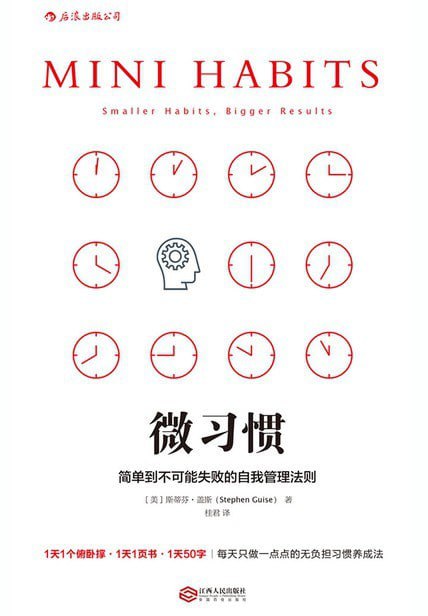 后浪出版公司
MINI HABITS
Smaller Habits, Bigger Results
微习惯
简单到不可能失败的自我管理法则
[美]斯蒂芬·盖斯(Stephen Guise) 著
桂君 译
1天1个俯卧撑·1天1页书·1天50字|每天只做一点点的无负担习惯养成法
江西人民出版社